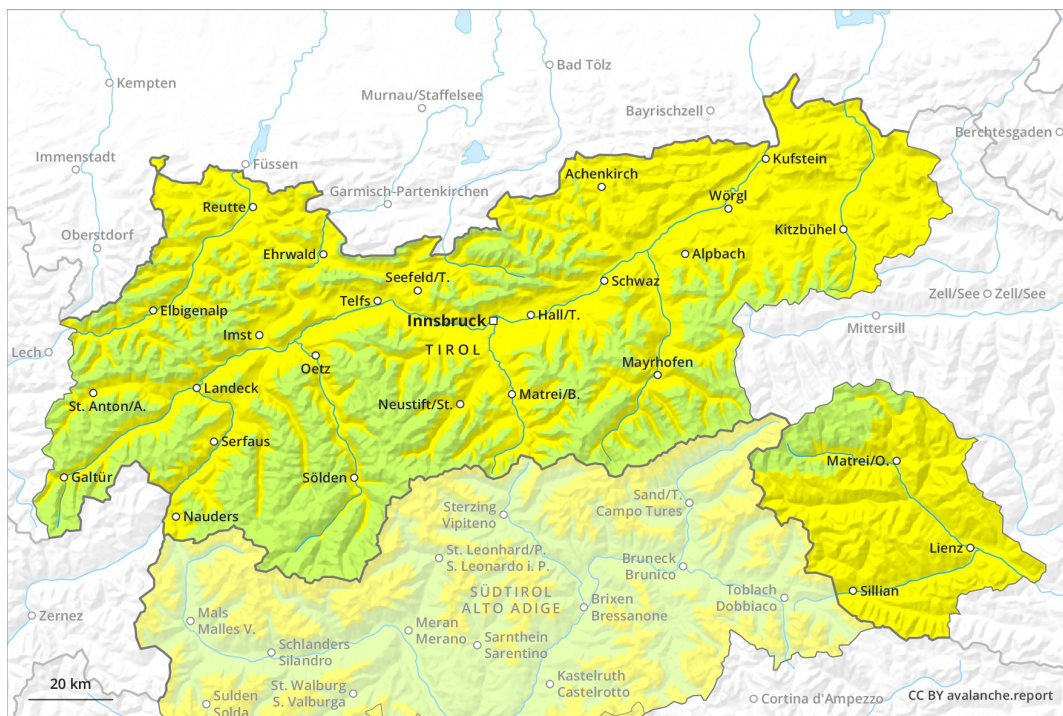 Kempten
Bad Tölz
Murnau/Staffelsee
Bayrischzell
Berchtesgaden
Immenstadt
Füssen
Kufstein
Achenkirch
Garmisch-Partenkirchen
Wörgl
Reutte
Oberstdorf
Kitzbühel
Ehrwald
Alpbach
Seefeld/T.
Schwaz
Zell/See
Zell/See
Telfs
Elbigenalp
Innsbruck
Hall/T.
Mittersill
Imst
Lech
TIROL
Oetz
Mayrhofen
Landeck
St. Anton/A.
Neustift/St.
Matrei/B.
Serfaus
Matrei/O.
Galtür
Sölden
Sand/T.
Campo Tures
Sterzing
Vipiteno
Nauders
Lienz
St. Leonhard/P.
S. Leonardo i. P.
Bruneck
Brunico
SÜDTIROL
ALTO ADIGE
Toblach
Dobbiaco
Sillian
Brixen
Bressanone
Zernez
Mals
Malles V.
Meran
Merano
Sarnthein
Sarentino
Schlanders
Silandro
Kastelruth
Castelrotto
20 km
St. Walburg
S. Valburga
Sulden
Solda
Cortina d'Ampezzo
CC BY avalanche.report